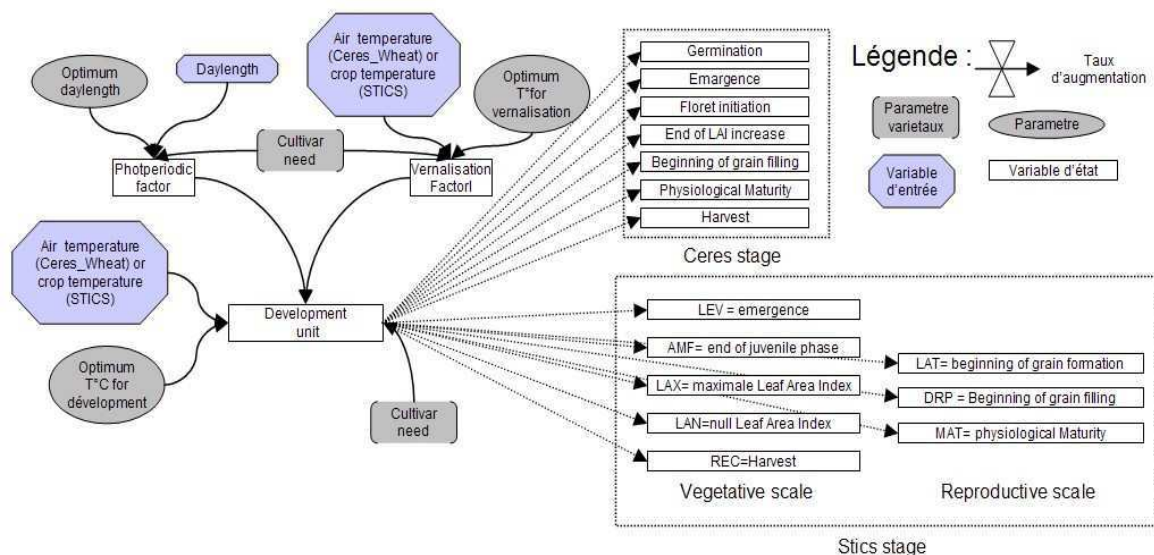 Optimum
daylength
Daylength
Air temperature
(Ceres_Wheat) or
crop temperature
(STICS)
Optimum
T°for
vernalisation
Cultivar
need
Photperiodic
factor
Vernalisation
Factorl
Air temperature
(Ceres_Wheat) or
crop temperature
(STICS)
Development
unit
Optimum
T°C for
dévelopment
Cultivar
need
Germination
Emargence
Floret initiation
End of LAI increase
Beginning of grain filling
Physiological Maturity
Harvest
Ceres stage
Légende :
Taux
d'augmentation
Parametre
varietaux
Parametre
Variable
d'entrée
Variable d'état
LEV = emergence
AMF= end of juvenile phase
LAX= maximale Leaf Area Index
LAN=null Leaf Area Index
REC=Harvest
Vegetative scale
LAT= beginning of grain formation
DRP = Beginning of grain filling
MAT= physiological Maturity
Reproductive scale
Stics stage